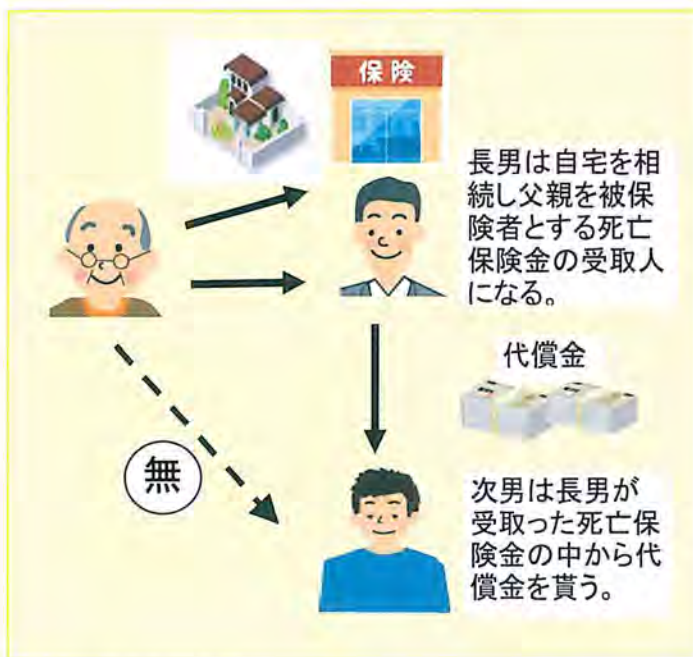 保険
長男は自宅を相
続し父親を被保
険者とする死亡
保険金の受取人
になる。
代償金
無
次男は長男が
受取った死亡保
険金の中から代
償金を貰う。